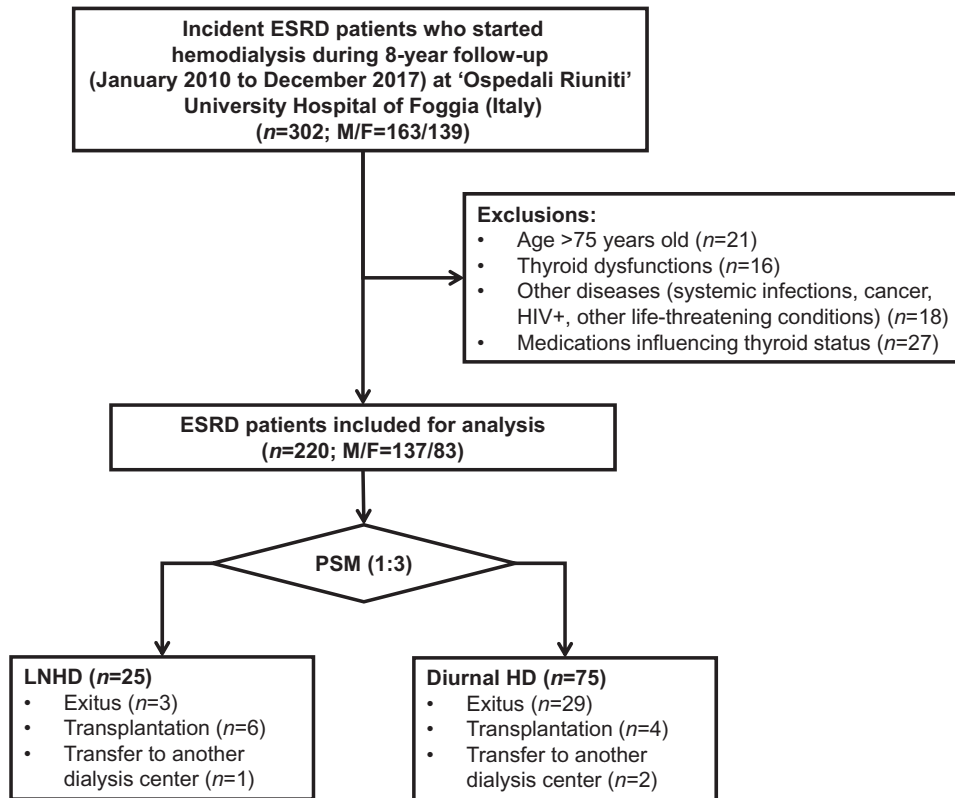 Incident ESRD patients who started
hemodialysis during 8-year follow-up
(January 2010 to December 2017) at ‘Ospedali Riuniti’
University Hospital of Foggia (Italy)
(n=302; M/F=163/139)
Exclusions:
• Age >75 years old (n=21)
• Thyroid dysfunctions (n=16)
• Other diseases (systemic infections, cancer,
HIV+, other life-threatening conditions) (n=18)
• Medications influencing thyroid status (n=27)
ESRD patients included for analysis
(n=220; M/F=137/83)
PSM (1:3)
LNHD (n=25)
• Exitus (n=3)
• Transplantation (n=6)
• Transfer to another
dialysis center (n=1)
Diurnal HD (n=75)
• Exitus (n=29)
• Transplantation (n=4)
• Transfer to another
dialysis center (n=2)